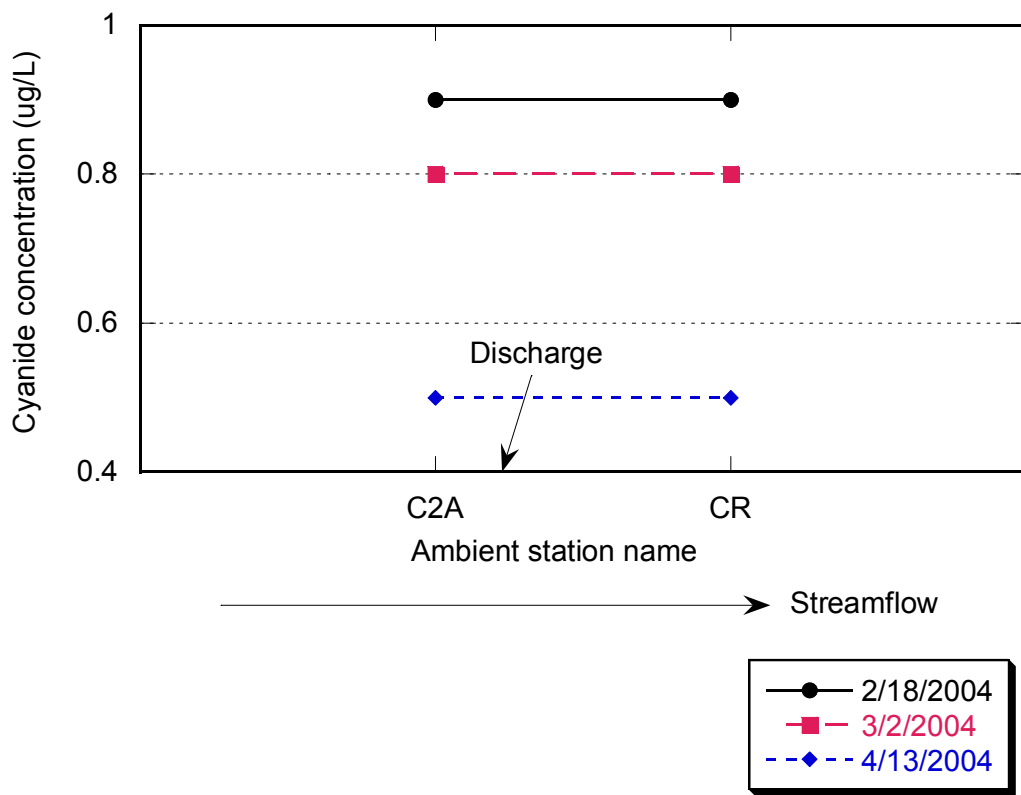 Cyanide concentration (ug/L)
1
0.8
0.6
0.4
Discharge
C2A
CR
Ambient station name
Streamflow
2/18/2004
3/2/2004
4/13/2004